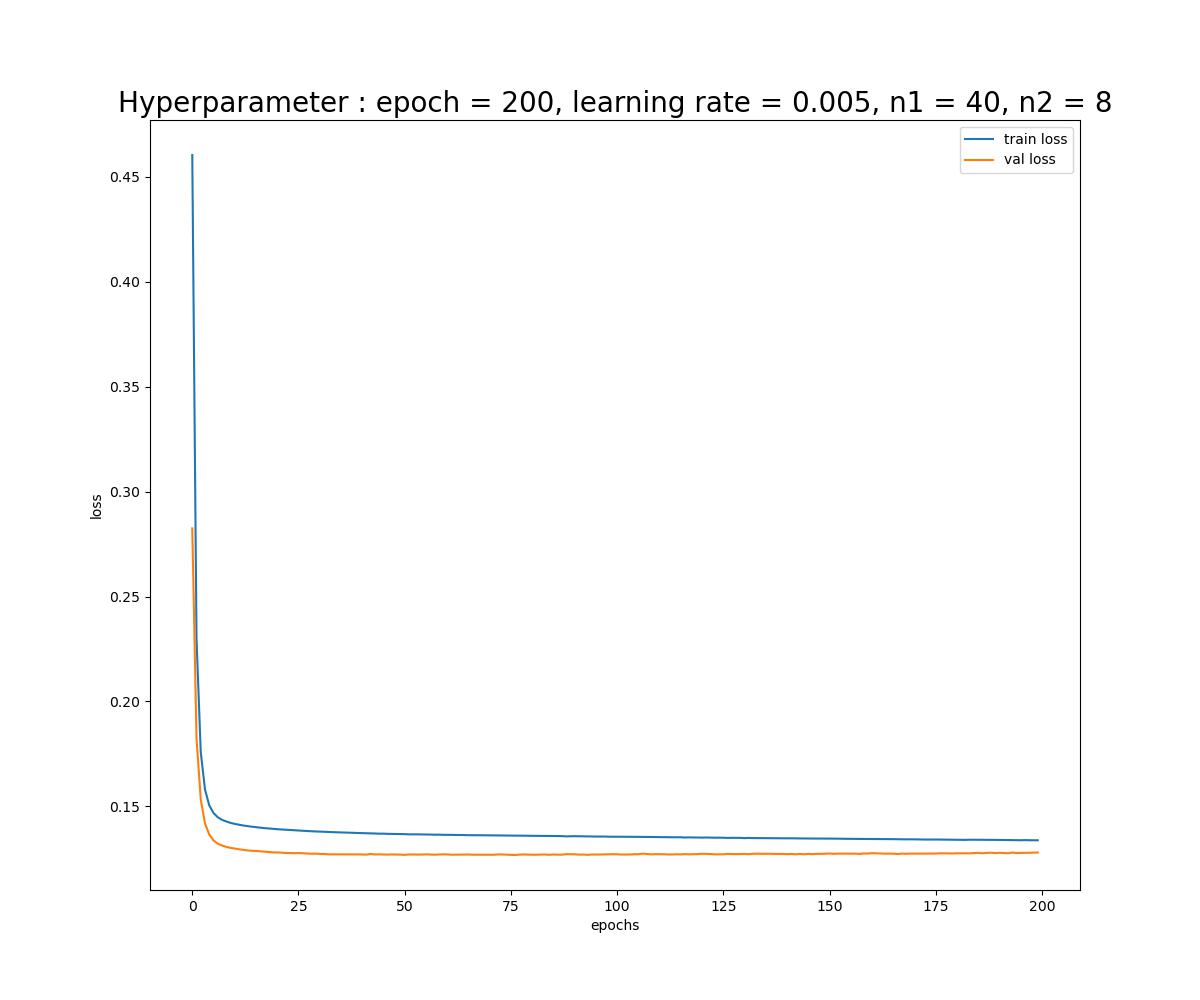 Hyperparameter : epoch = 200, learning rate = 0.005, n1 = 40, n2 = 8
train loss
val loss
0.45
0.40
0.35
0.30
0.25
0.20
0.15
loss
0 25 50 75 100 125 150 175 200
epochs